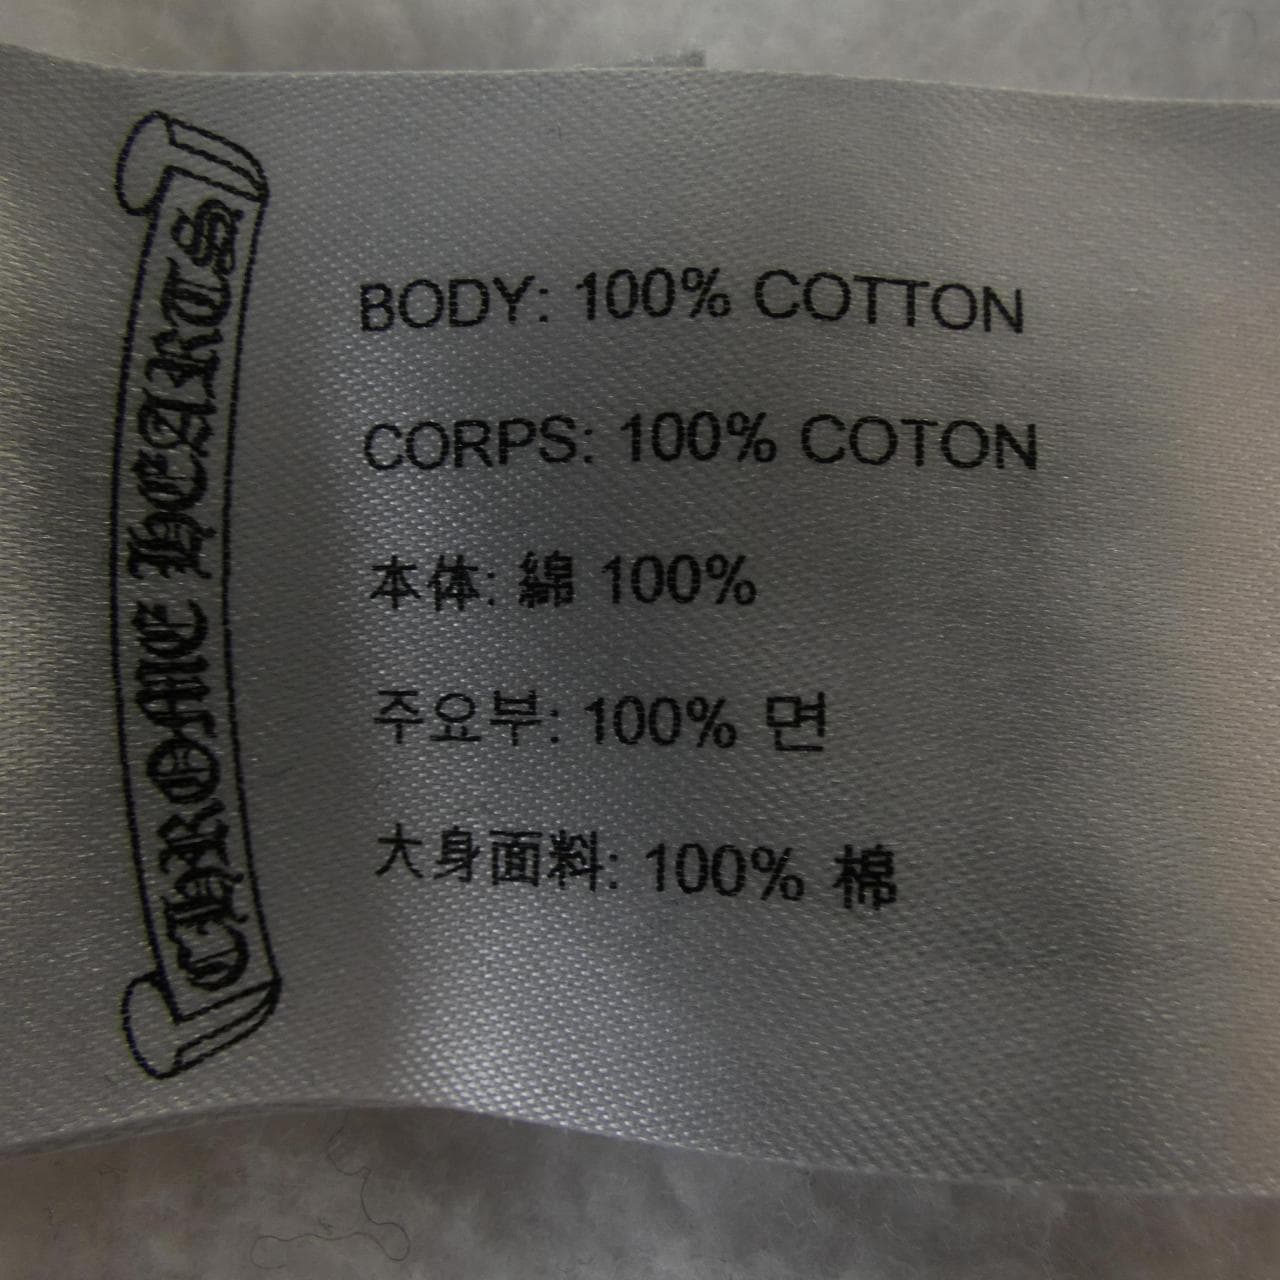 CHROME HEARTS
BODY: 100% COTTON
CORPS: 100% COTON
本体: 綿 100%
주요부: 100% 면
大身面料: 100% 棉